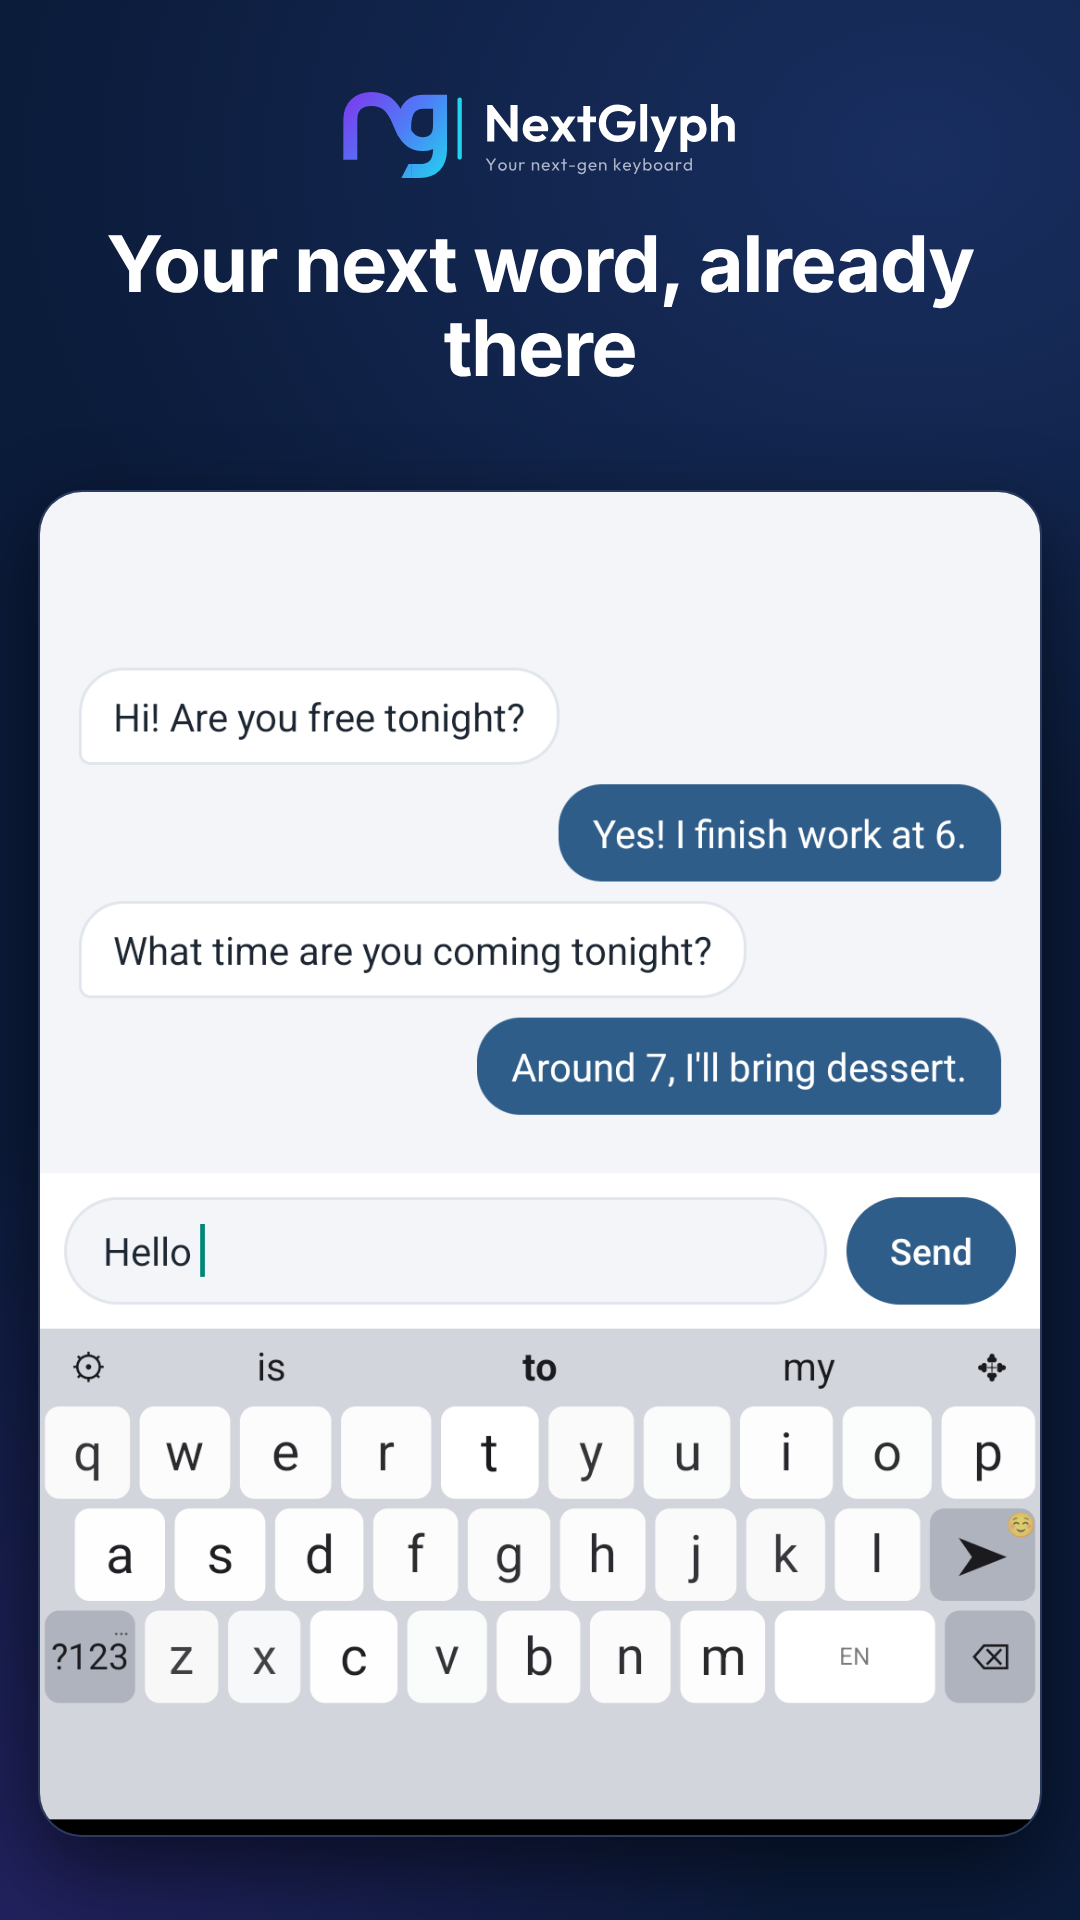 ng
NextGlyph
Your next-gen keyboard
Your next word, already
there
Hi! Are you free tonight?
Yes! I finish work at 6.
What time are you coming tonight?
Around 7, I'll bring dessert.
Hello
Send
is to my
q w e r t y u i o p
a s d f g h j k l
?123 ... z x c v b n m EN